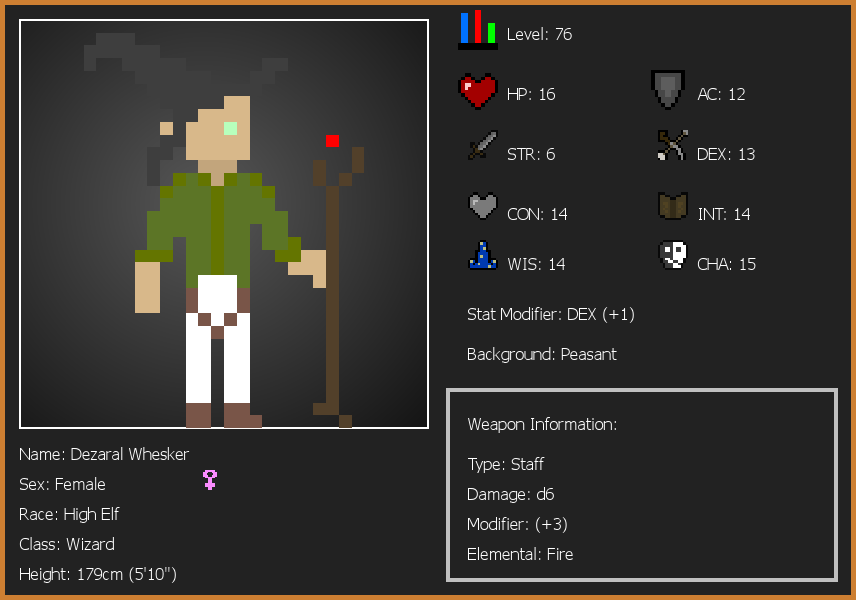 Level: 76
HP: 16
AC: 12
STR: 6
DEX: 13
CON: 14
INT: 14
WIS: 14
CHA: 15
Stat Modifier: DEX (+1)
Background: Peasant
Weapon Information:
Type: Staff
Damage: d6
Modifier: (+3)
Elemental: Fire
Name: Dezaral Whesker
Sex: Female
Race: High Elf
Class: Wizard
Height: 179cm (5'10")